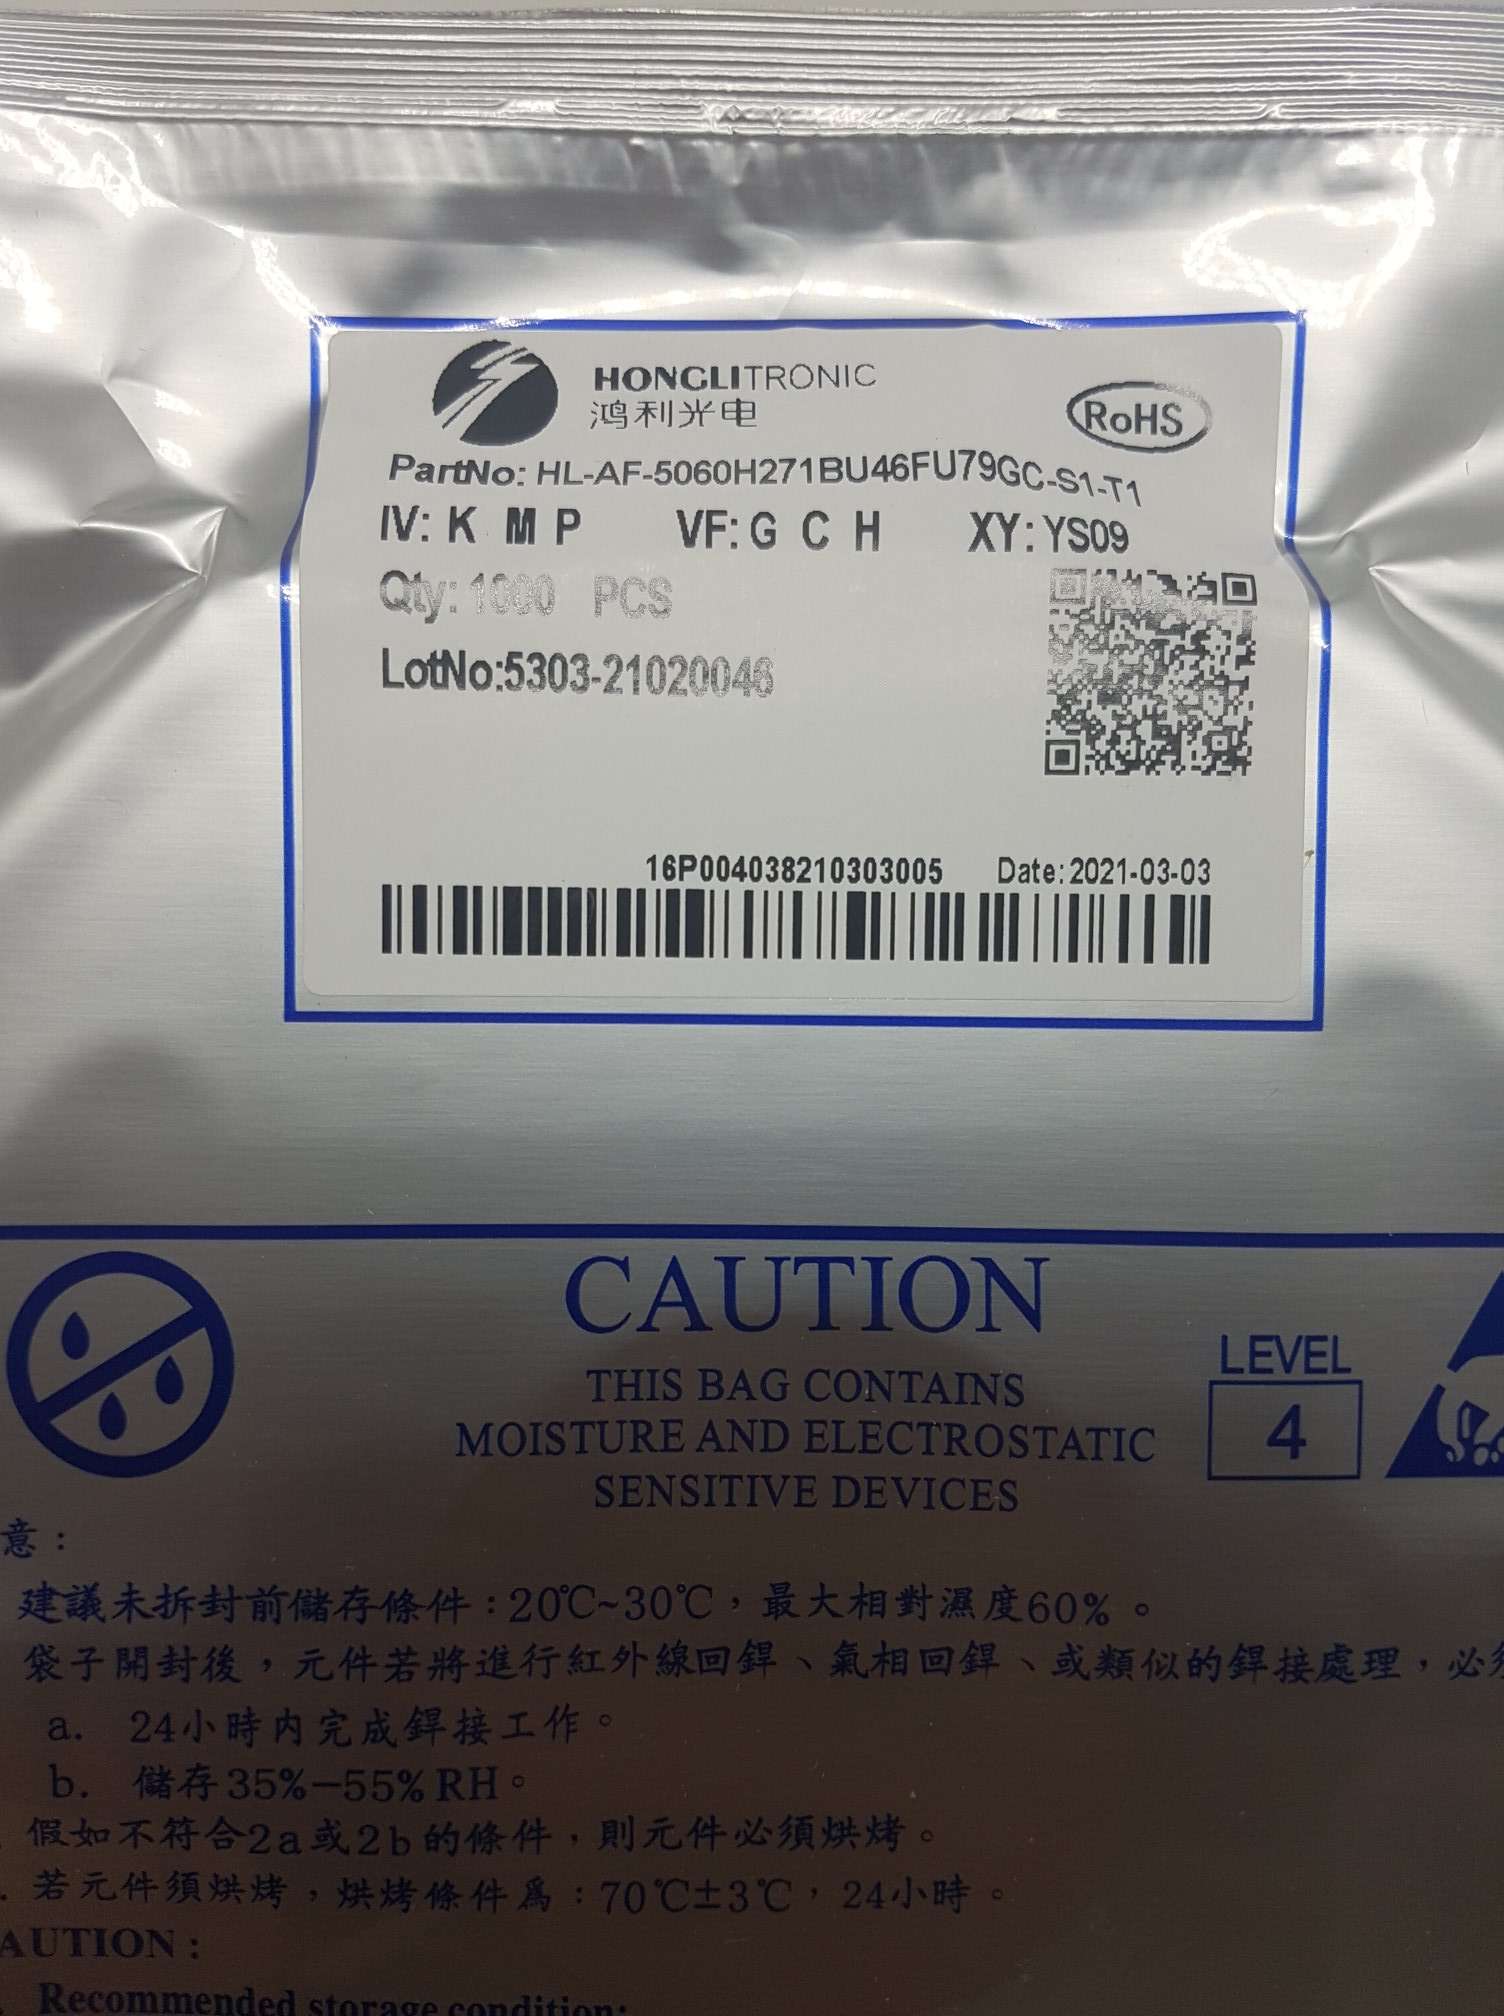 HONGLITRONIC
鸿利光电
RoHS
PartNo: HL-AF-5060H271BU46FU79GC-S1-T1
IV: K M P VF: G C H XY: YS09
Qty: 1000 PCS
LotNo:5303-21020046
16P004038210303005 Date:2021-03-03
CAUTION
THIS BAG CONTAINS
MOISTURE AND ELECTROSTATIC
SENSITIVE DEVICES
LEVEL
4
意：
建議未拆封前儲存條件：20℃~30℃，最大相對濕度60%。
袋子開封後，元件若將進行紅外線回銲、氣相回銲、或類似的銲接處理，必須
a. 24小時內完成銲接工作。
b. 儲存35%－55% RH。
假如不符合2a或2b的條件，則元件必須烘烤。
. 若元件須烘烤，烘烤條件爲：70℃±3℃，24小時。
AUTION：
Recommended storage condition: